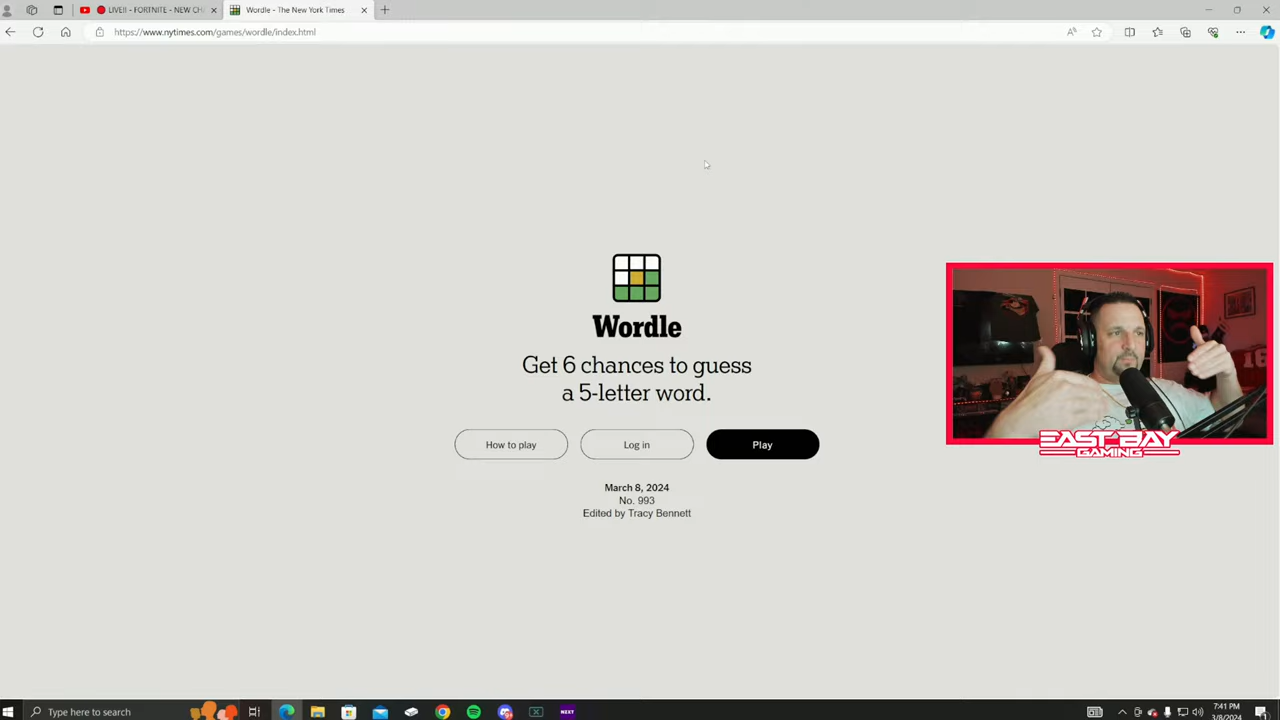 LIVE!! - FORTNITE - NEW CH
Wordle - The New York Times
https://www.nytimes.com/games/wordle/index.html
Wordle
Get 6 chances to guess
a 5-letter word.
How to play
Log in
Play
March 8, 2024
No. 993
Edited by Tracy Bennett
EAST BAY
GAMING
Type here to search
NEXT
7:41 PM
3/8/2024